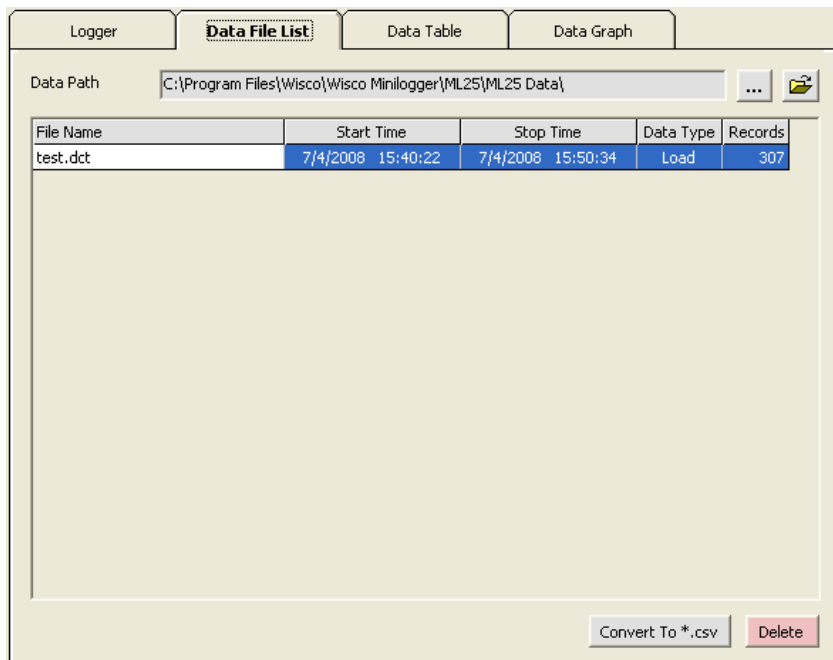 Logger Data File List Data Table Data Graph
Data Path C:\Program Files\Wisco\Wisco Minilogger\ML25\ML25 Data\ ...
File Name Start Time Stop Time Data Type Records
test.dct 7/4/2008 15:40:22 7/4/2008 15:50:34 Load 307
Convert To *.csv Delete